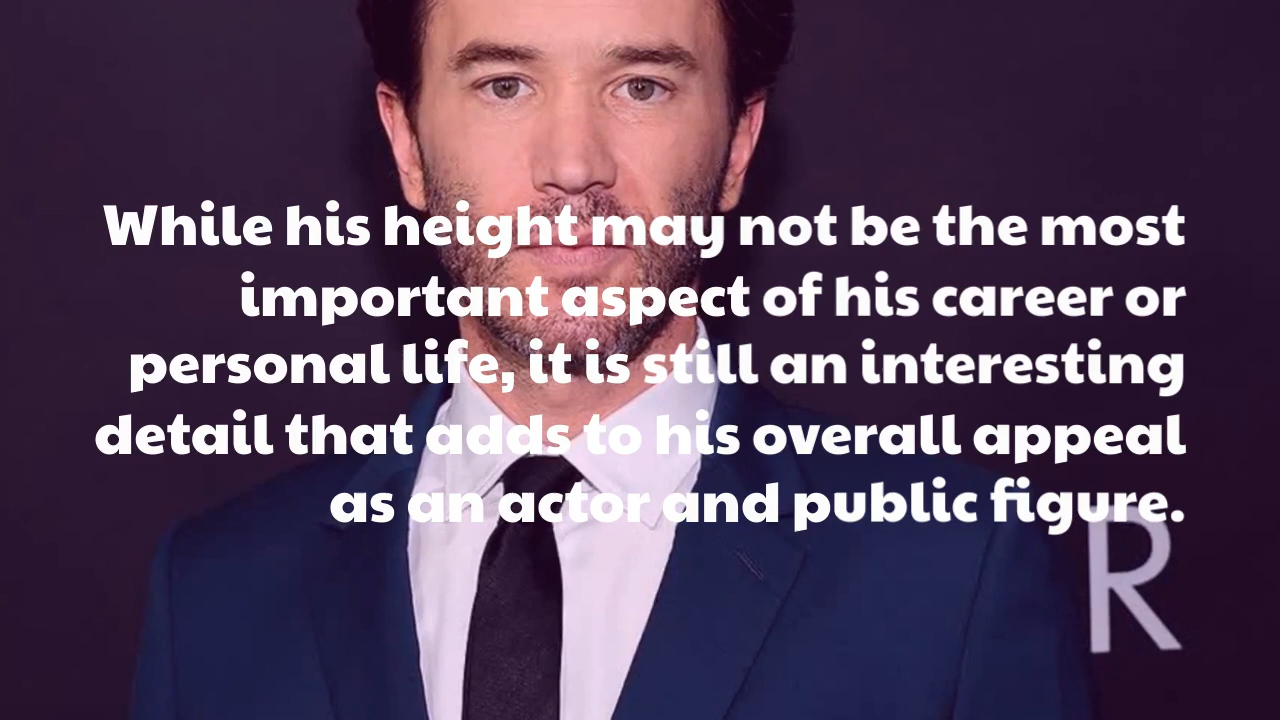 While his height may not be the most
important aspect of his career or
personal life, it is still an interesting
detail that adds to his overall appeal
as an actor and public figure.
R